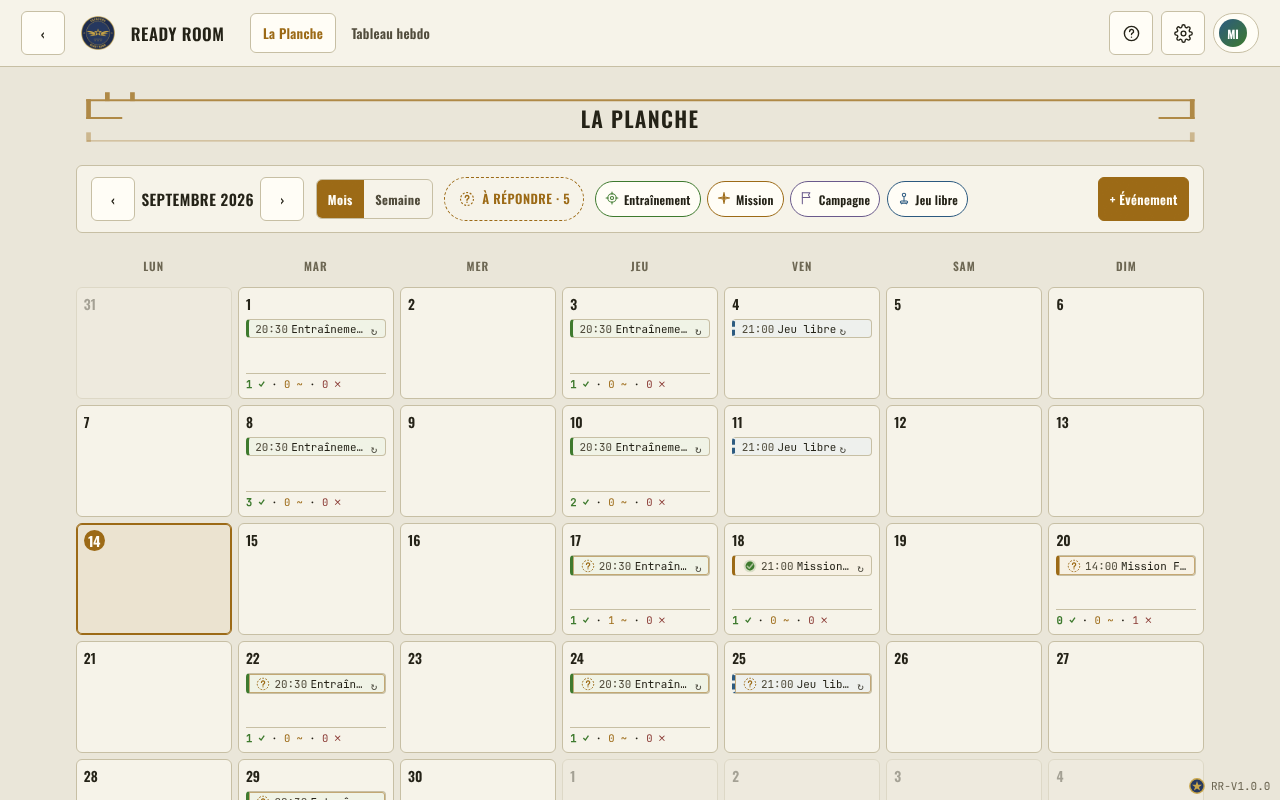 ‹ READY ROOM La Planche Tableau hebdo MI
LA PLANCHE
‹ SEPTEMBRE 2026 › Mois Semaine À RÉPONDRE · 5 Entraînement Mission Campagne Jeu libre + Événement
LUN MAR MER JEU VEN SAM DIM
31 1 2 3 4 5 6
20:30 Entraîneme… ↻ 20:30 Entraîneme… ↻ 21:00 Jeu libre ↻
1 ✓ · 0 ~ · 0 ✕ 1 ✓ · 0 ~ · 0 ✕
7 8 9 10 11 12 13
20:30 Entraîneme… ↻ 20:30 Entraîneme… ↻ 21:00 Jeu libre ↻
3 ✓ · 0 ~ · 0 ✕ 2 ✓ · 0 ~ · 0 ✕
14 15 16 17 18 19 20
? 20:30 Entraîn… ↻ 21:00 Mission… ↻ ? 14:00 Mission F…
1 ✓ · 1 ~ · 0 ✕ 1 ✓ · 0 ~ · 0 ✕ 0 ✓ · 0 ~ · 1 ✕
21 22 23 24 25 26 27
? 20:30 Entraîn… ↻ ? 20:30 Entraîn… ↻ ? 21:00 Jeu lib… ↻
1 ✓ · 0 ~ · 0 ✕ 1 ✓ · 0 ~ · 0 ✕
28 29 30 1 2 3 4
RR-V1.0.0